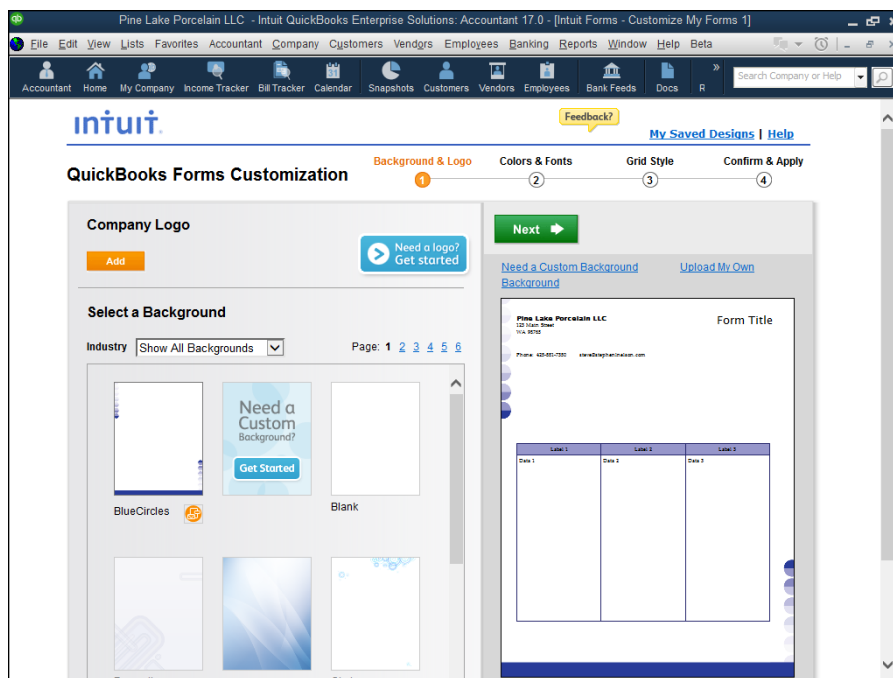 Pine Lake Porcelain LLC - Intuit QuickBooks Enterprise Solutions: Accountant 17.0 - [Intuit Forms - Customize My Forms 1]
File Edit View Lists Favorites Accountant Company Customers Vendors Employees Banking Reports Window Help Beta
Accountant Home My Company Income Tracker Bill Tracker Calendar Snapshots Customers Vendors Employees Bank Feeds Docs R
Search Company or Help
intuit.
Feedback?
My Saved Designs | Help
QuickBooks Forms Customization
Background & Logo Colors & Fonts Grid Style Confirm & Apply
1 2 3 4
Company Logo
Add
Need a logo?
Get started
Next
Need a Custom Background
Background
Upload My Own
Select a Background
Industry Show All Backgrounds
Page: 1 2 3 4 5 6
Need a
Custom
Background?
Get Started
BlueCircles
Blank
Pine Lake Porcelain LLC
123 Main Street
Form Title
Label 1 Label 2 Label 3
Data 1 Data 2 Data 3